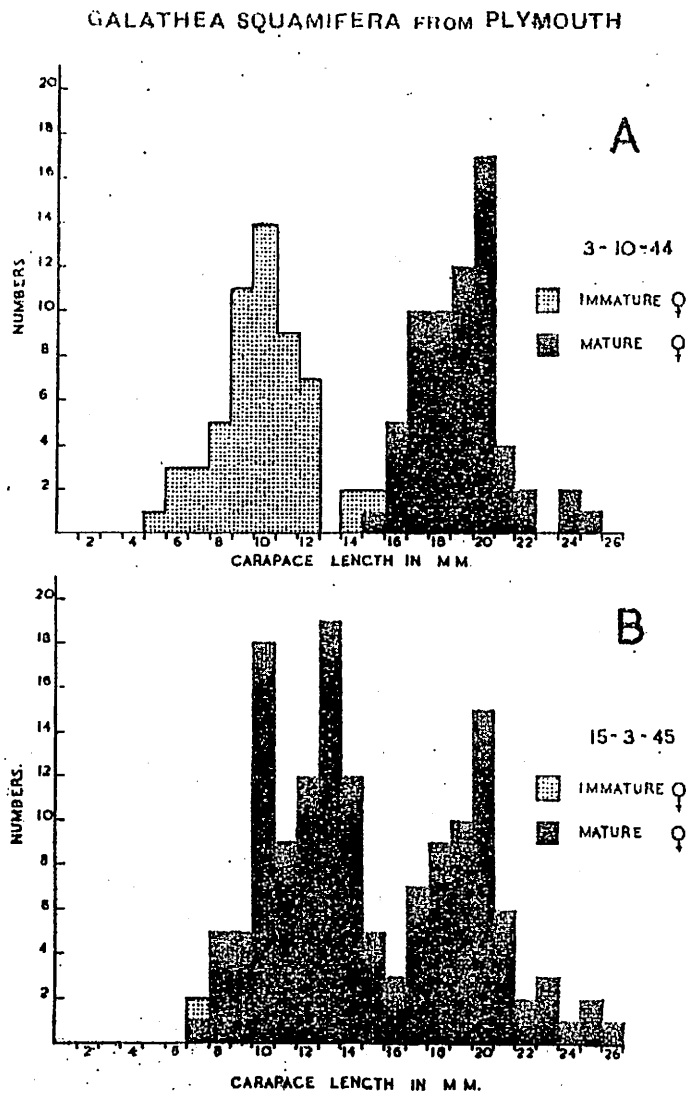 GALATHEA SQUAMIFERA FROM PLYMOUTH
A
3-10-44
IMMATURE ♀
MATURE ♀
NUMBERS
20
18
16
14
12
10
8
6
4
2
2 4 6 8 10 12 14 16 18 20 22 24 26
CARAPACE LENGTH IN MM.
B
15-3-45
IMMATURE ♀
MATURE ♀
NUMBERS.
20
18
16
14
12
10
8
6
4
2
2 4 6 8 10 12 14 16 18 20 22 24 26
CARAPACE LENGTH IN MM.